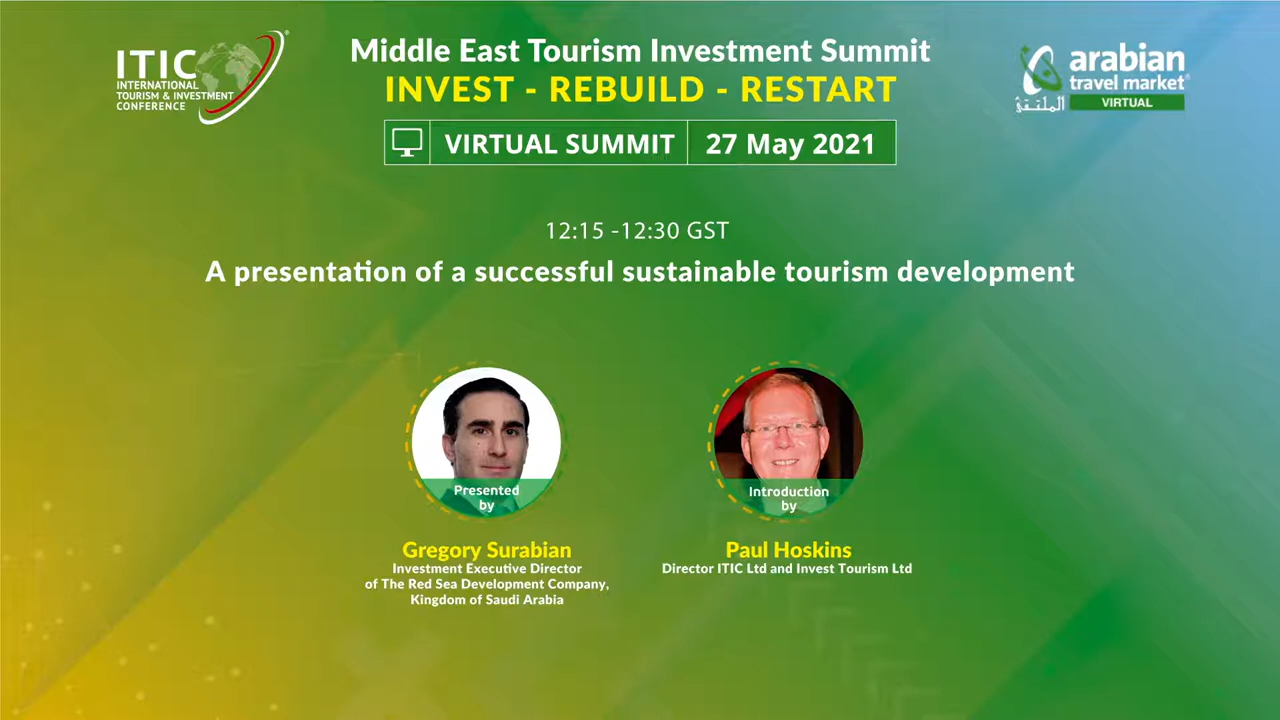 ITIC
INTERNATIONAL
TOURISM & INVESTMENT
CONFERENCE
Middle East Tourism Investment Summit
INVEST - REBUILD - RESTART
VIRTUAL SUMMIT
27 May 2021
arabian
travel market®
الملتقى
VIRTUAL
12:15 -12:30 GST
A presentation of a successful sustainable tourism development
Presented
by
Gregory Surabian
Investment Executive Director
of The Red Sea Development Company,
Kingdom of Saudi Arabia
Introduction
by
Paul Hoskins
Director ITIC Ltd and Invest Tourism Ltd